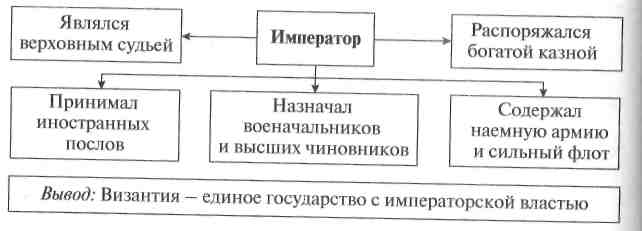 Являлся
верховным судьей
Император
Распоряжался
богатой казной
Принимал
иностранных
послов
Назначал
военачальников
и высших чиновников
Содержал
наемную армию
и сильный флот
Вывод: Византия – единое государство с императорской властью